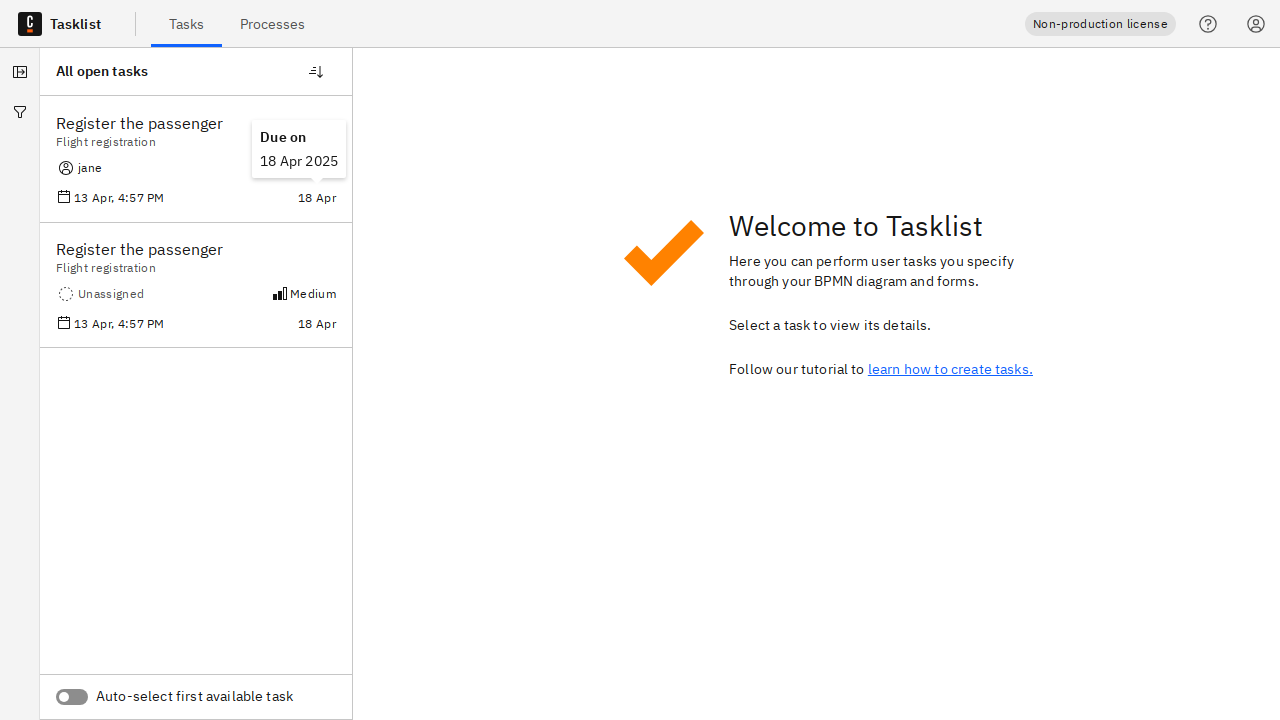 Tasklist
Tasks
Processes
Non-production license
All open tasks
Register the passenger
Flight registration
jane
Due on
18 Apr 2025
13 Apr, 4:57 PM
18 Apr
Register the passenger
Flight registration
Unassigned
Medium
13 Apr, 4:57 PM
18 Apr
Auto-select first available task
Welcome to Tasklist
Here you can perform user tasks you specify
through your BPMN diagram and forms.
Select a task to view its details.
Follow our tutorial to learn how to create tasks.